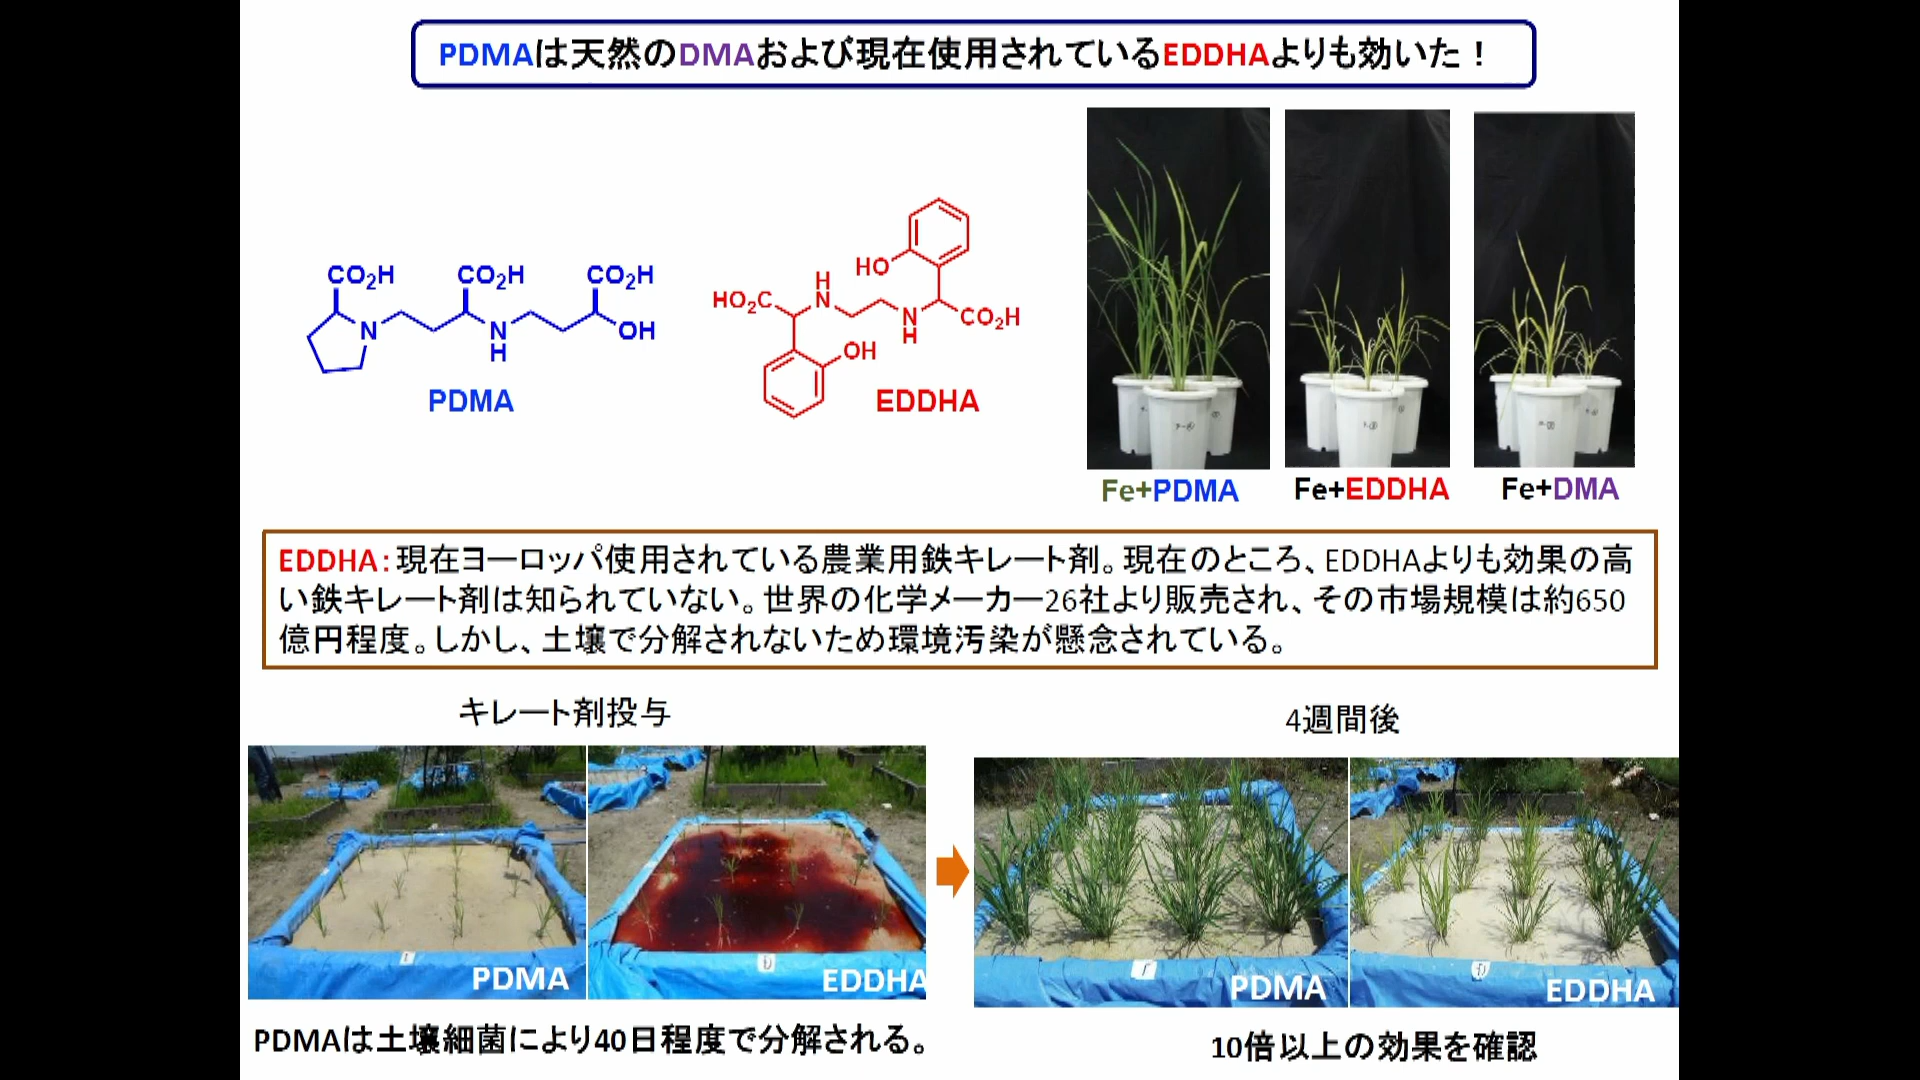 PDMAは天然のDMAおよび現在使用されているEDDHAよりも効いた！
CO2H
CO2H
CO2H
N
N
H
OH
PDMA
HO
HO2C
H
N
N
H
CO2H
OH
EDDHA
Fe+PDMA
Fe+EDDHA
Fe+DMA
EDDHA：現在ヨーロッパ使用されている農業用鉄キレート剤。現在のところ、EDDHAよりも効果の高
い鉄キレート剤は知られていない。世界の化学メーカー26社より販売され、その市場規模は約650
億円程度。しかし、土壌で分解されないため環境汚染が懸念されている。
キレート剤投与
4週間後
PDMA
EDDHA
PDMA
EDDHA
PDMAは土壌細菌により40日程度で分解される。
10倍以上の効果を確認